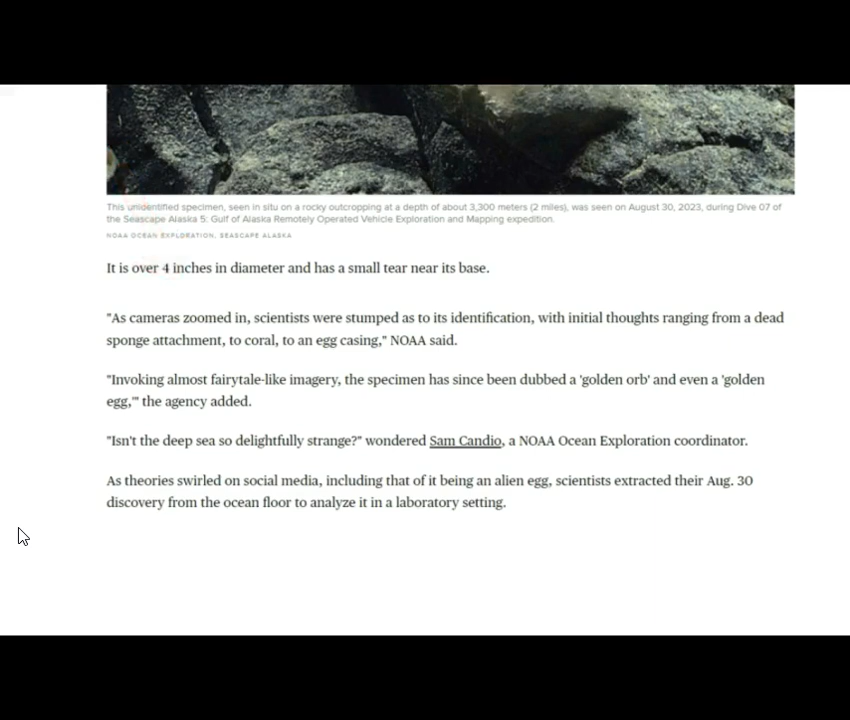 This unidentified specimen, seen in situ on a rocky outcropping at a depth of about 3,300 meters (2 miles), was seen on August 30, 2023, during Dive 07 of
the Seascape Alaska 5: Gulf of Alaska Remotely Operated Vehicle Exploration and Mapping expedition.
NOAA OCEAN EXPLORATION, SEASCAPE ALASKA
It is over 4 inches in diameter and has a small tear near its base.
"As cameras zoomed in, scientists were stumped as to its identification, with initial thoughts ranging from a dead
sponge attachment, to coral, to an egg casing," NOAA said.
"Invoking almost fairytale-like imagery, the specimen has since been dubbed a 'golden orb' and even a 'golden
egg,'" the agency added.
"Isn't the deep sea so delightfully strange?" wondered Sam Candio, a NOAA Ocean Exploration coordinator.
As theories swirled on social media, including that of it being an alien egg, scientists extracted their Aug. 30
discovery from the ocean floor to analyze it in a laboratory setting.